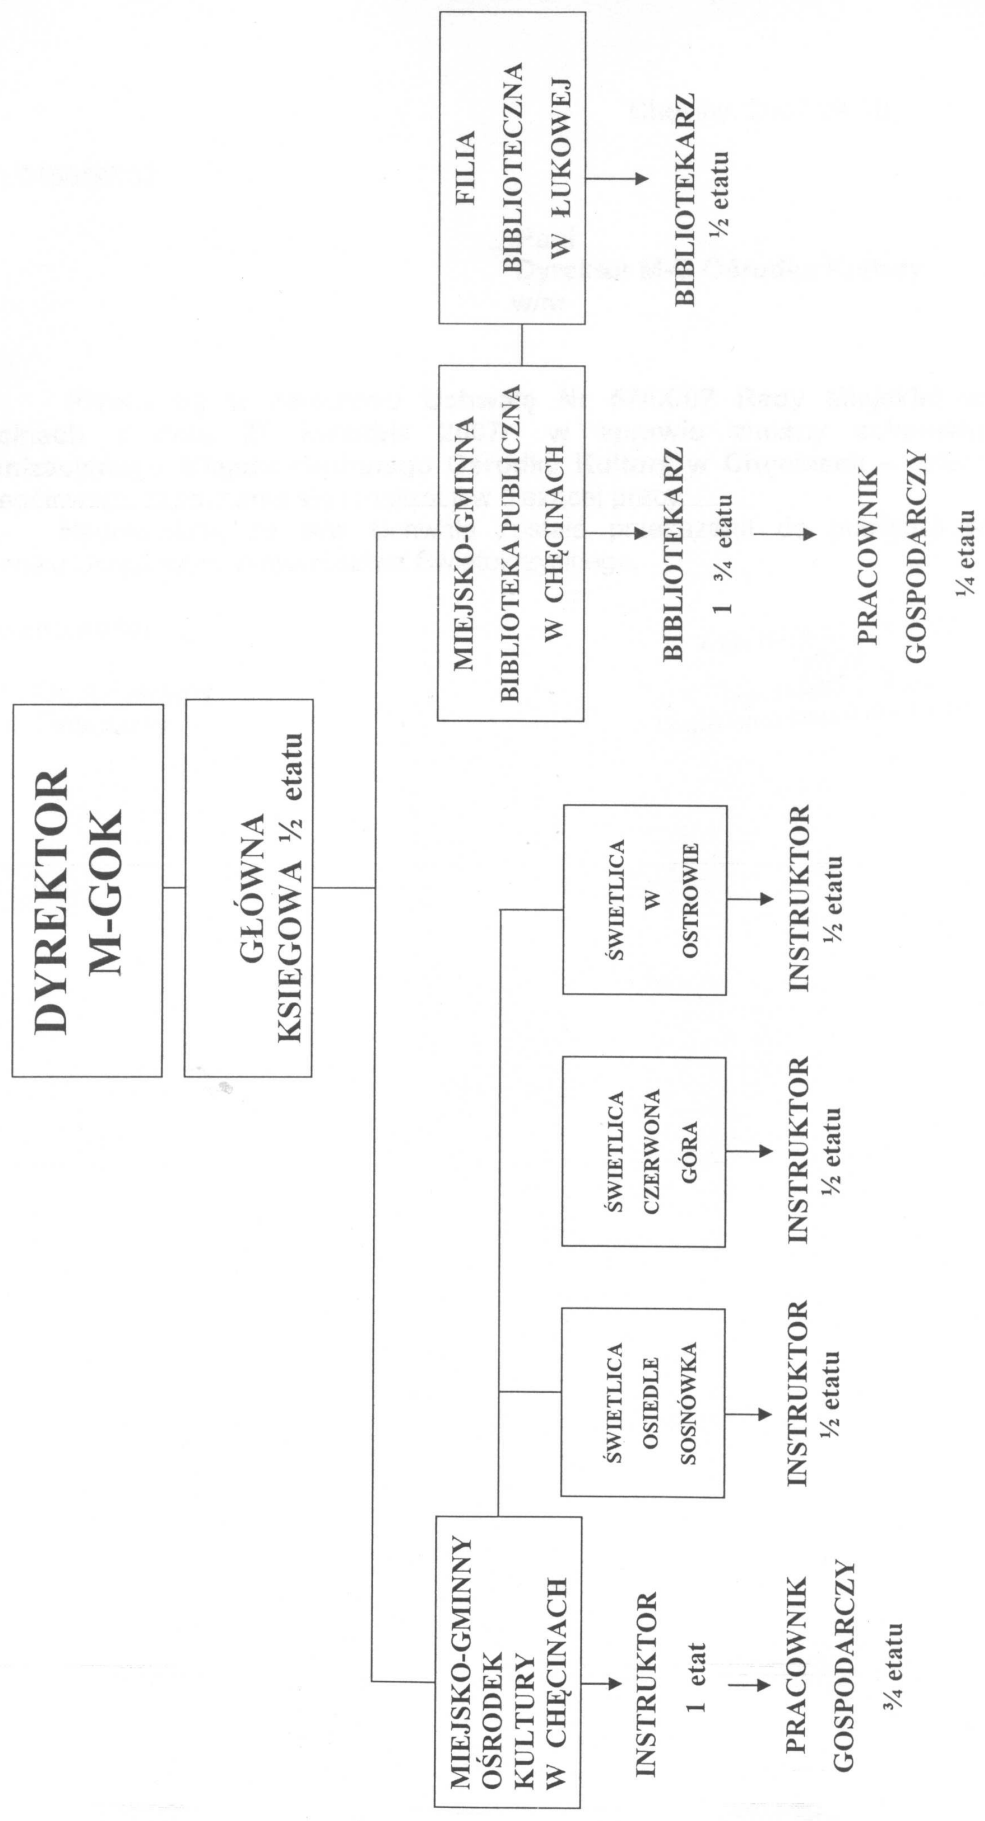 DYREKTOR
M-GOK
GŁÓWNA
KSIEGOWA ½ etatu
MIEJSKO-GMINNY
OŚRODEK
KULTURY
W CHĘCINACH
INSTRUKTOR
1 etat
PRACOWNIK
GOSPODARCZY
¾ etatu
ŚWIETLICA
OSIEDLE
SOSNÓWKA
INSTRUKTOR
½ etatu
ŚWIETLICA
CZERWONA
GÓRA
INSTRUKTOR
½ etatu
ŚWIETLICA
W
OSTROWIE
INSTRUKTOR
½ etatu
MIEJSKO-GMINNA
BIBLIOTEKA PUBLICZNA
W CHĘCINACH
BIBLIOTEKARZ
1 ¾ etatu
PRACOWNIK
GOSPODARCZY
¼ etatu
FILIA
BIBLIOTECZNA
W ŁUKOWEJ
BIBLIOTEKARZ
½ etatu